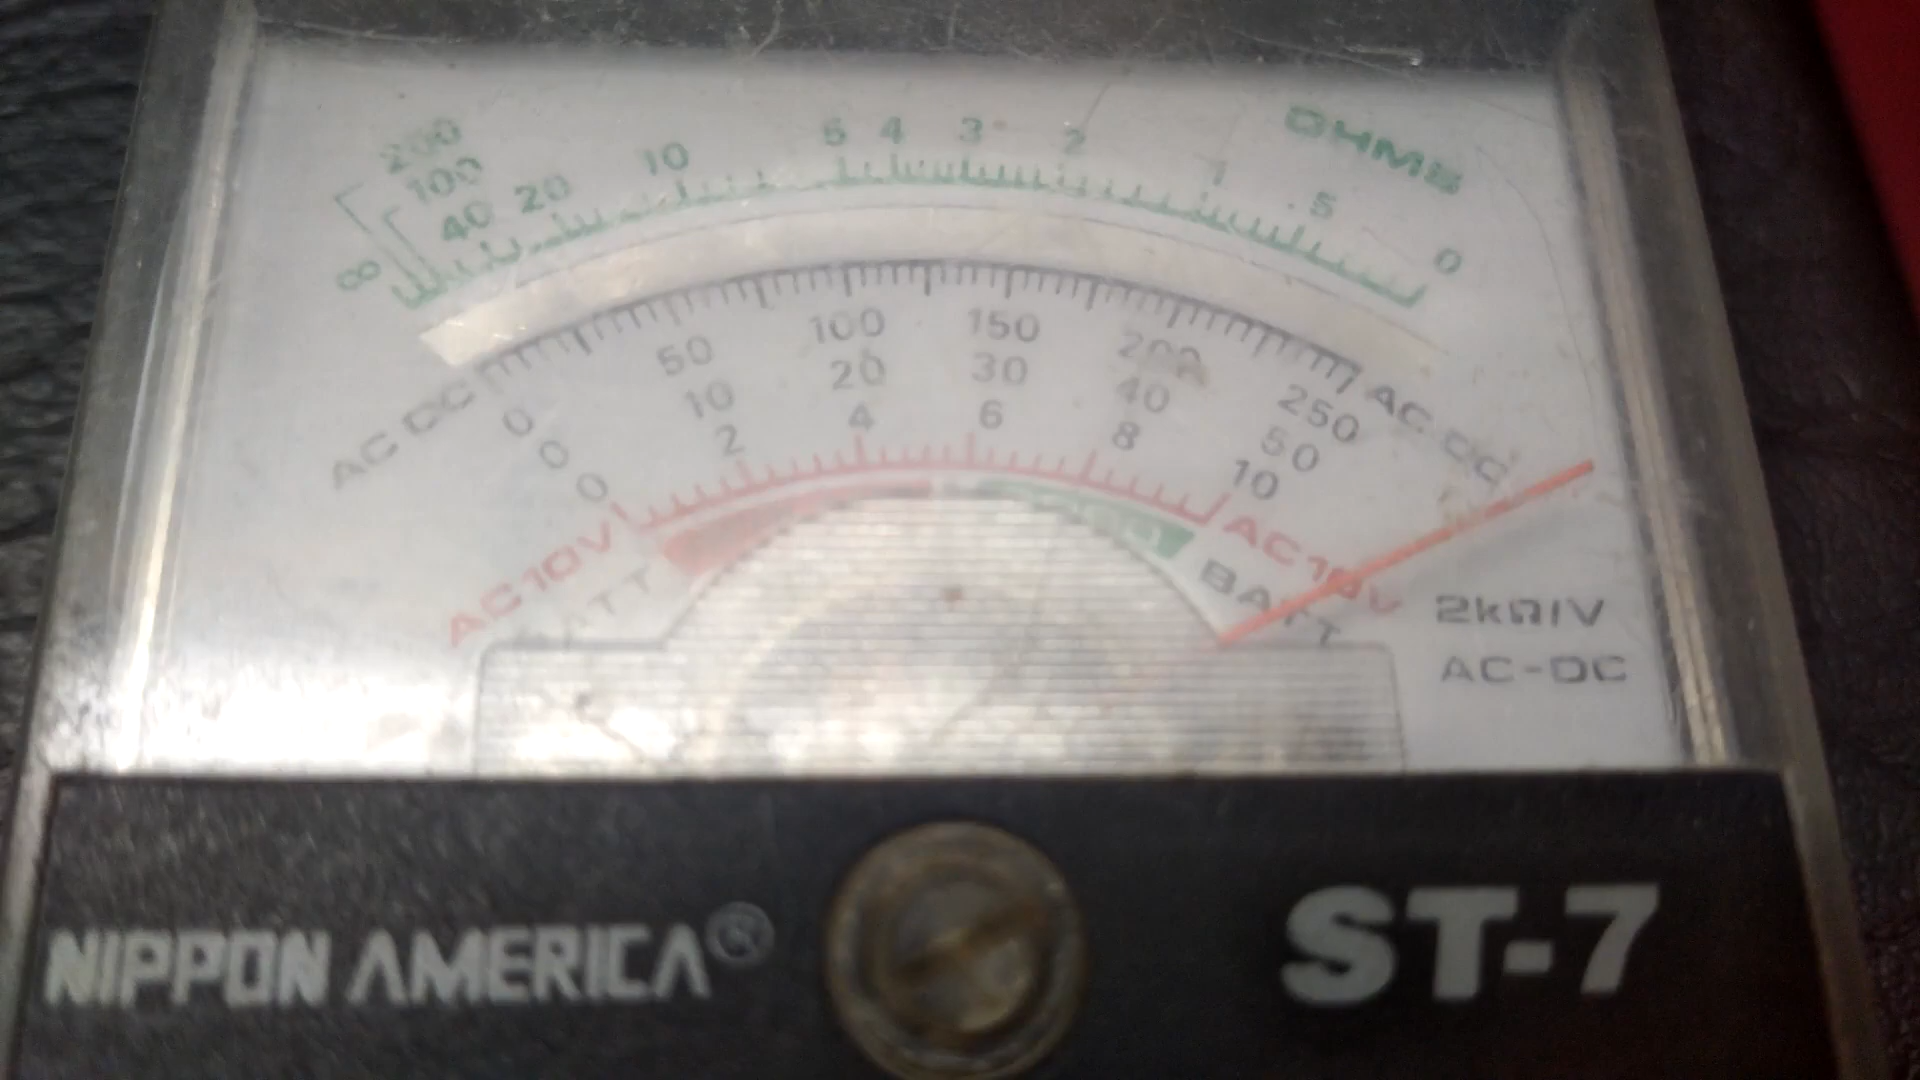 OHMS
200
100
∞ 40 20 10 5 4 3 2 1 .5 0
AC DC 0 50 100 150 200 250 AC DC
0 10 20 30 40 50
0 2 4 6 8 10
AC10V AC10V
BATT BATT
2kΩ/V
AC-DC
NIPPON AMERICA®
ST-7